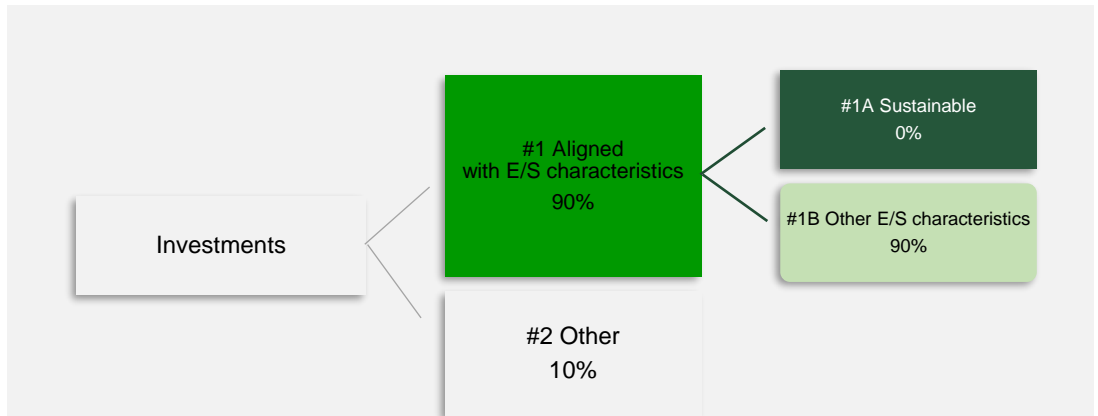 Investments
#1 Aligned
with E/S characteristics
90%
#2 Other
10%
#1A Sustainable
0%
#1B Other E/S characteristics
90%